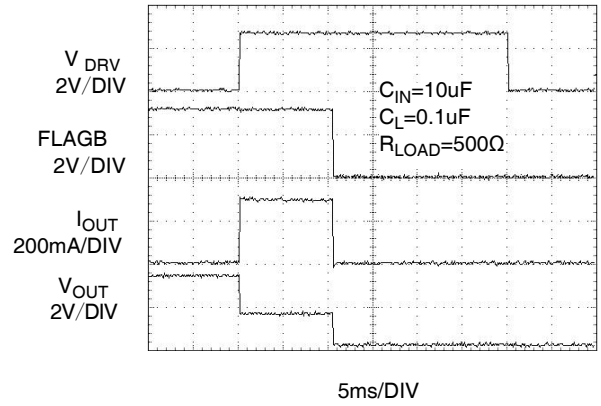 V DRV
2V/DIV
C_IN=10uF
C_L=0.1uF
R_LOAD=500Ω
FLAGB
2V/DIV
I_OUT
200mA/DIV
V_OUT
2V/DIV
5ms/DIV